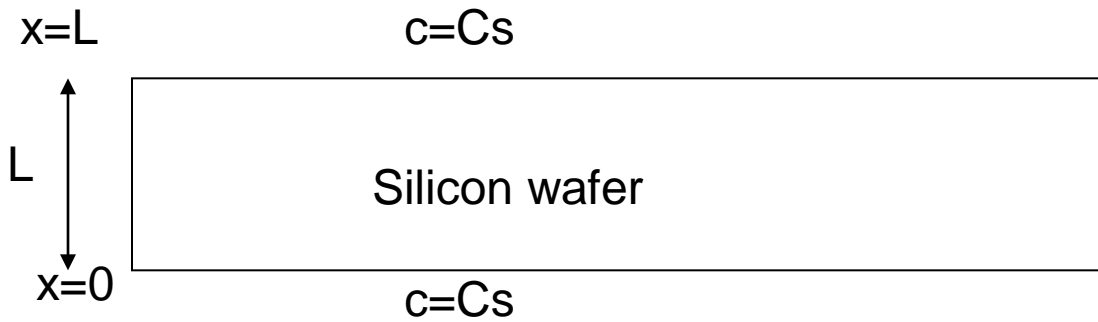 x=L
c=Cs
L
Silicon wafer
x=0
c=Cs